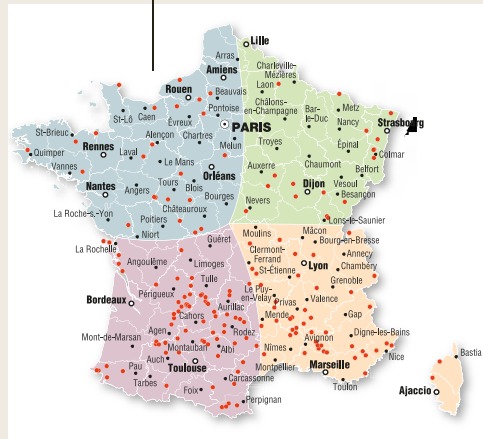 Lille
Arras
Charleville-
Mézières
Amiens
Rouen
Beauvais
Laon
Pontoise
Châlons-
en-Champagne
Metz
St-Lô
Caen
Évreux
PARIS
Bar-
le-Duc
Nancy
Strasbourg
St-Brieuc
Alençon
Chartres
Melun
Troyes
Épinal
Colmar
Quimper
Rennes
Laval
Le Mans
Orléans
Auxerre
Chaumont
Belfort
Vannes
Vesoul
Nantes
Angers
Tours
Blois
Dijon
Besançon
Bourges
Nevers
La Roche-s.-Yon
Châteauroux
Poitiers
Lons-le-Saunier
Niort
Moulins
Mâcon
La Rochelle
Guéret
Bourg-en-Bresse
Clermont-
Ferrand
Annecy
Angoulême
Limoges
Lyon
Chambéry
St-Étienne
Tulle
Grenoble
Périgueux
Le Puy-
en-Velay
Privas
Valence
Bordeaux
Aurillac
Cahors
Mende
Gap
Mont-de-Marsan
Agen
Rodez
Avignon
Digne-les-Bains
Montauban
Albi
Nîmes
Nice
Bastia
Auch
Toulouse
Montpellier
Marseille
Pau
Tarbes
Carcassonne
Toulon
Foix
Perpignan
Ajaccio